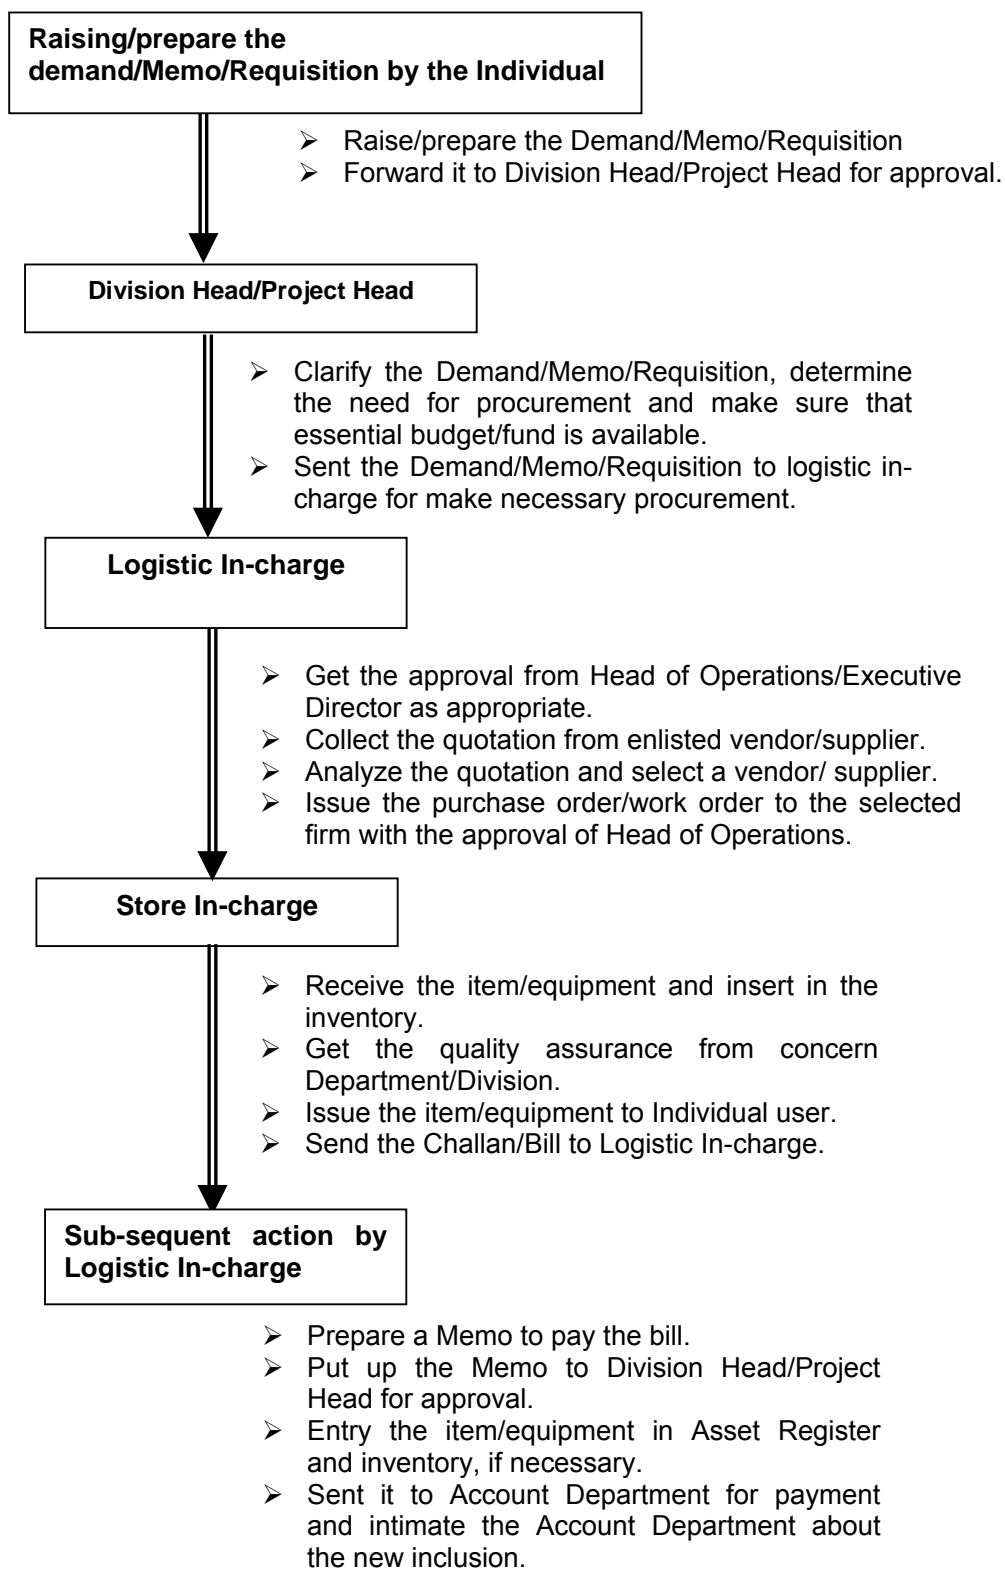 Raising/prepare the
demand/Memo/Requisition by the Individual
➢ Raise/prepare the Demand/Memo/Requisition
➢ Forward it to Division Head/Project Head for approval.
Division Head/Project Head
➢ Clarify the Demand/Memo/Requisition, determine
the need for procurement and make sure that
essential budget/fund is available.
➢ Sent the Demand/Memo/Requisition to logistic in-
charge for make necessary procurement.
Logistic In-charge
➢ Get the approval from Head of Operations/Executive
Director as appropriate.
➢ Collect the quotation from enlisted vendor/supplier.
➢ Analyze the quotation and select a vendor/ supplier.
➢ Issue the purchase order/work order to the selected
firm with the approval of Head of Operations.
Store In-charge
➢ Receive the item/equipment and insert in the
inventory.
➢ Get the quality assurance from concern
Department/Division.
➢ Issue the item/equipment to Individual user.
➢ Send the Challan/Bill to Logistic In-charge.
Sub-sequent action by
Logistic In-charge
➢ Prepare a Memo to pay the bill.
➢ Put up the Memo to Division Head/Project
Head for approval.
➢ Entry the item/equipment in Asset Register
and inventory, if necessary.
➢ Sent it to Account Department for payment
and intimate the Account Department about
the new inclusion.